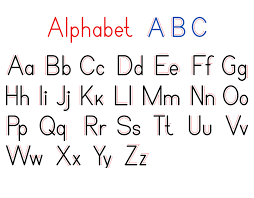 Alphabet A B C
Aa Bb Cc Dd Ee Ff Gg
Hh Ii Jj Kk Ll Mm Nn Oo
Pp Qq Rr Ss Tt Uu Vv
Ww Xx Yy Zz